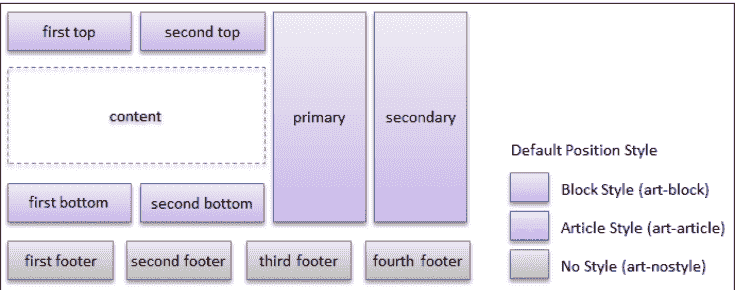 first top
second top
content
primary
secondary
first bottom
second bottom
first footer
second footer
third footer
fourth footer
Default Position Style
Block Style (art-block)
Article Style (art-article)
No Style (art-nostyle)